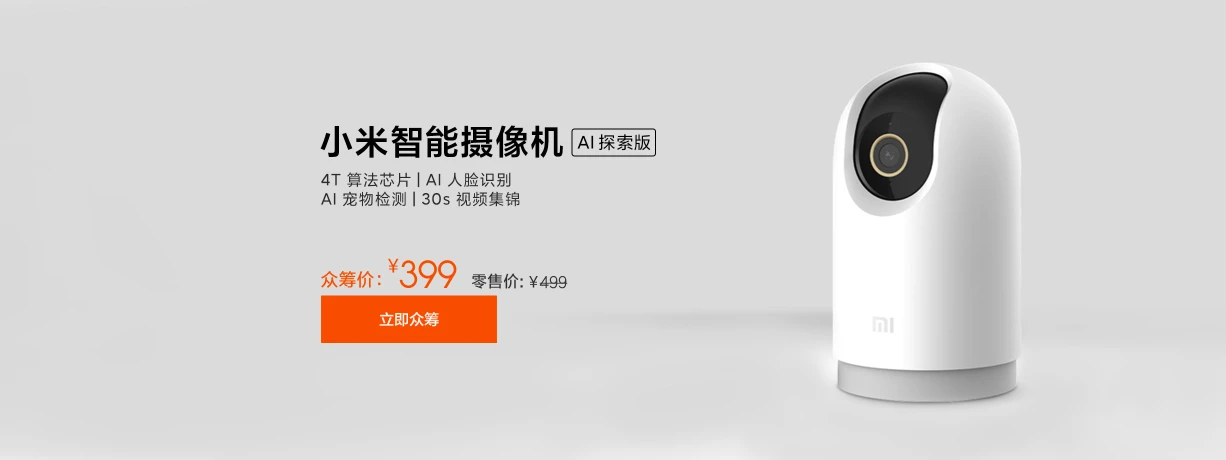 小米智能摄像机 AI 探索版
4T 算法芯片 | AI 人脸识别
AI 宠物检测 | 30s 视频集锦
众筹价: ¥399 零售价: ¥499
立即众筹
MI